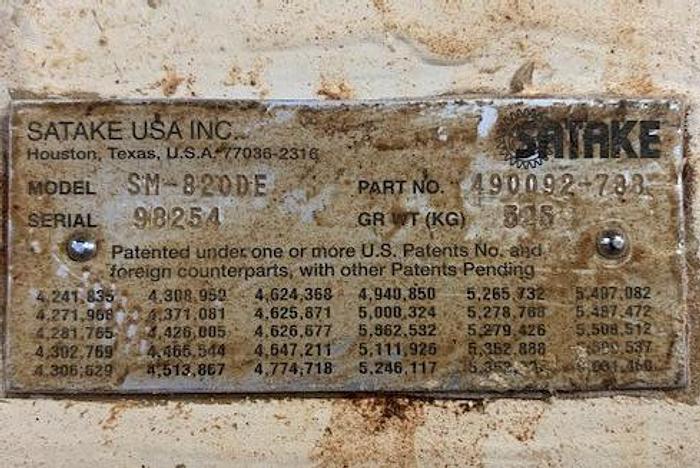 SATAKE USA INC.
SATAKE
Houston, Texas, U.S.A. 77036-2316
MODEL SM-820DE PART NO. 490092-788
SERIAL 98254 GR WT (KG) 525
Patented under one or more U.S. Patents No. and
foreign counterparts, with other Patents Pending
4,241,835 4,308,959 4,624,368 4,940,850 5,265,732 5,487,082
4,271,968 4,371,081 4,625,871 5,000,324 5,278,768 5,487,472
4,281,765 4,426,005 4,626,677 5,062,532 5,279,426 5,508,512
4,302,769 4,465,544 4,647,211 5,111,926 5,352,888
4,306,629 4,513,867 4,774,718 5,246,117